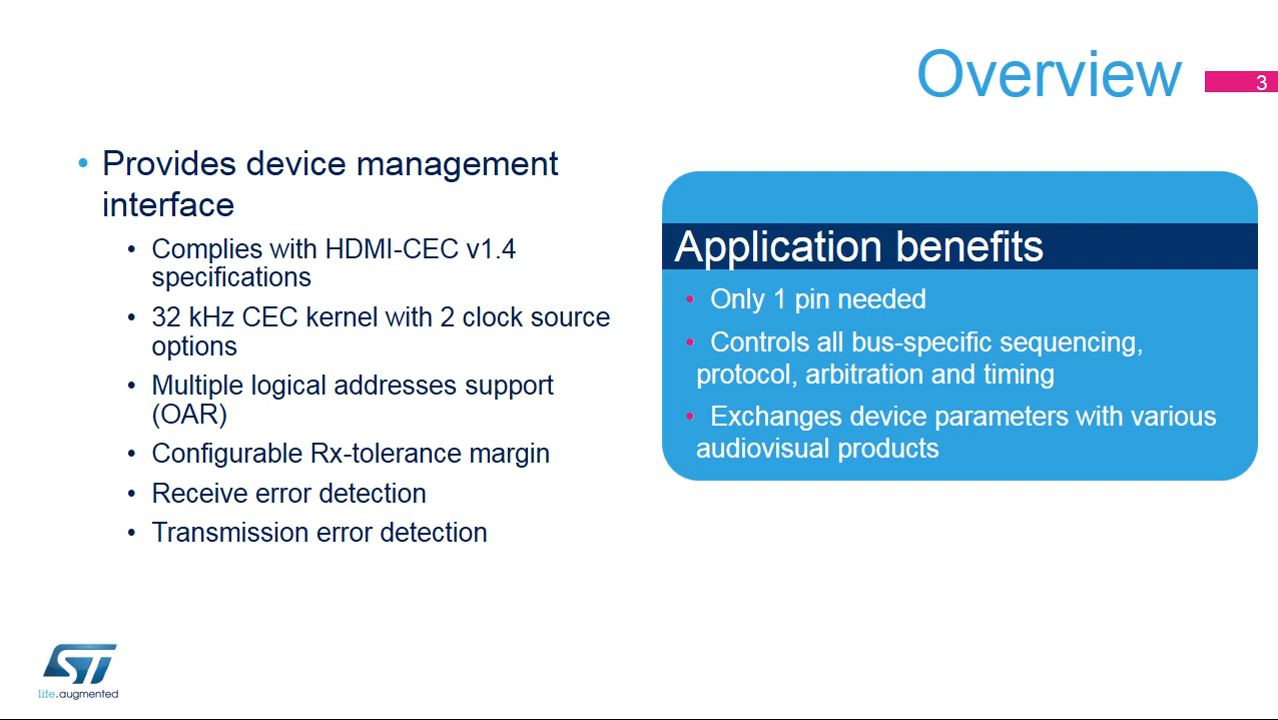 Overview
3
• Provides device management
interface
• Complies with HDMI-CEC v1.4
specifications
• 32 kHz CEC kernel with 2 clock source
options
• Multiple logical addresses support
(OAR)
• Configurable Rx-tolerance margin
• Receive error detection
• Transmission error detection
Application benefits
• Only 1 pin needed
• Controls all bus-specific sequencing,
protocol, arbitration and timing
• Exchanges device parameters with various
audiovisual products
ST
life.augmented